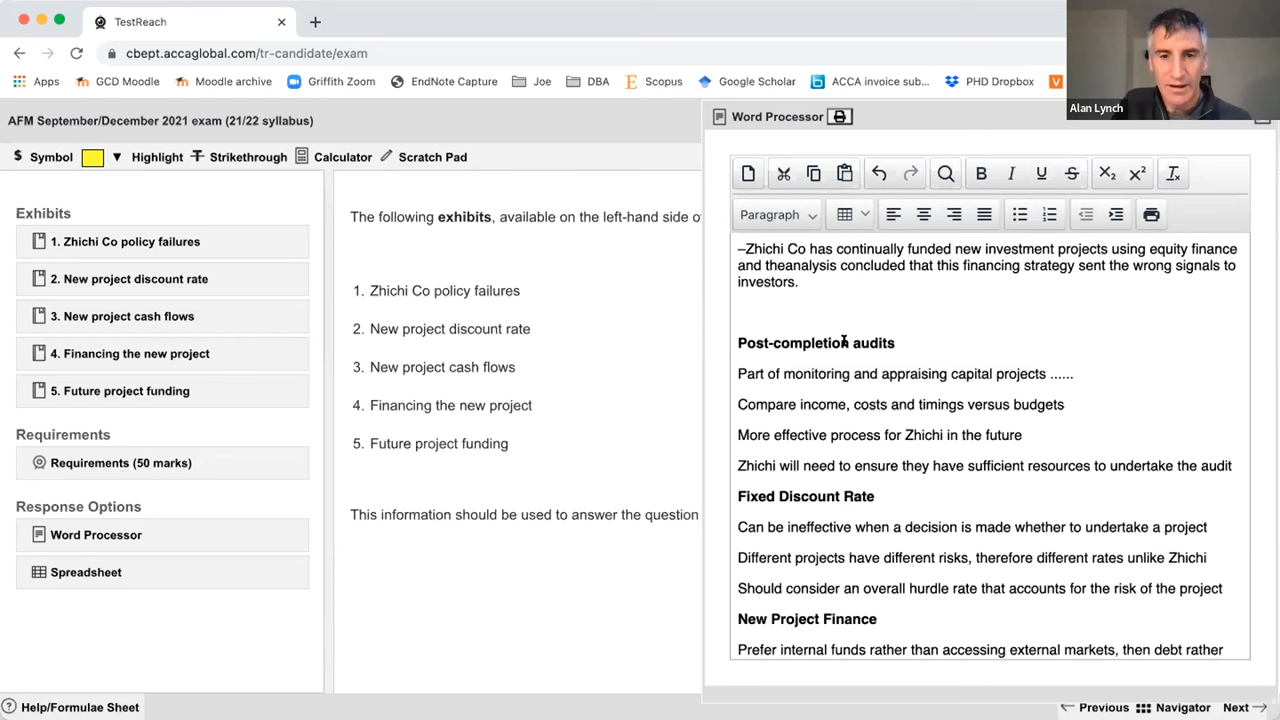 TestReach
cbept.accaglobal.com/tr-candidate/exam
Apps GCD Moodle Moodle archive Griffith Zoom EndNote Capture Joe DBA Scopus Google Scholar ACCA invoice sub... PHD Dropbox
Alan Lynch
AFM September/December 2021 exam (21/22 syllabus)
Word Processor
$ Symbol Highlight Strikethrough Calculator Scratch Pad
Paragraph
Exhibits
1. Zhichi Co policy failures
2. New project discount rate
3. New project cash flows
4. Financing the new project
5. Future project funding
Requirements
Requirements (50 marks)
Response Options
Word Processor
Spreadsheet
The following exhibits, available on the left-hand side o
1. Zhichi Co policy failures
2. New project discount rate
3. New project cash flows
4. Financing the new project
5. Future project funding
This information should be used to answer the question
–Zhichi Co has continually funded new investment projects using equity finance
and theanalysis concluded that this financing strategy sent the wrong signals to
investors.
Post-completion audits
Part of monitoring and appraising capital projects ......
Compare income, costs and timings versus budgets
More effective process for Zhichi in the future
Zhichi will need to ensure they have sufficient resources to undertake the audit
Fixed Discount Rate
Can be ineffective when a decision is made whether to undertake a project
Different projects have different risks, therefore different rates unlike Zhichi
Should consider an overall hurdle rate that accounts for the risk of the project
New Project Finance
Prefer internal funds rather than accessing external markets, then debt rather
Help/Formulae Sheet
Previous Navigator Next